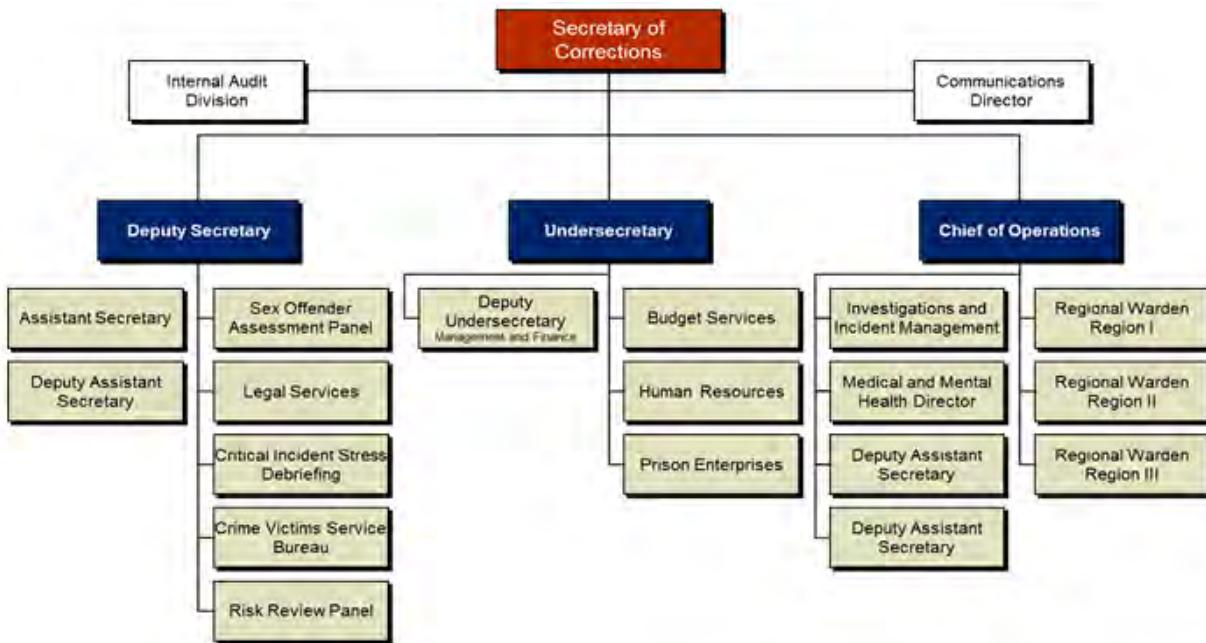 Secretary of
Corrections
Internal Audit
Division
Communications
Director
Deputy Secretary
Undersecretary
Chief of Operations
Assistant Secretary
Deputy Assistant
Secretary
Sex Offender
Assessment Panel
Legal Services
Critical Incident Stress
Debriefing
Crime Victims Service
Bureau
Risk Review Panel
Deputy
Undersecretary
Management and Finance
Budget Services
Human Resources
Prison Enterprises
Investigations and
Incident Management
Medical and Mental
Health Director
Deputy Assistant
Secretary
Deputy Assistant
Secretary
Regional Warden
Region I
Regional Warden
Region II
Regional Warden
Region III